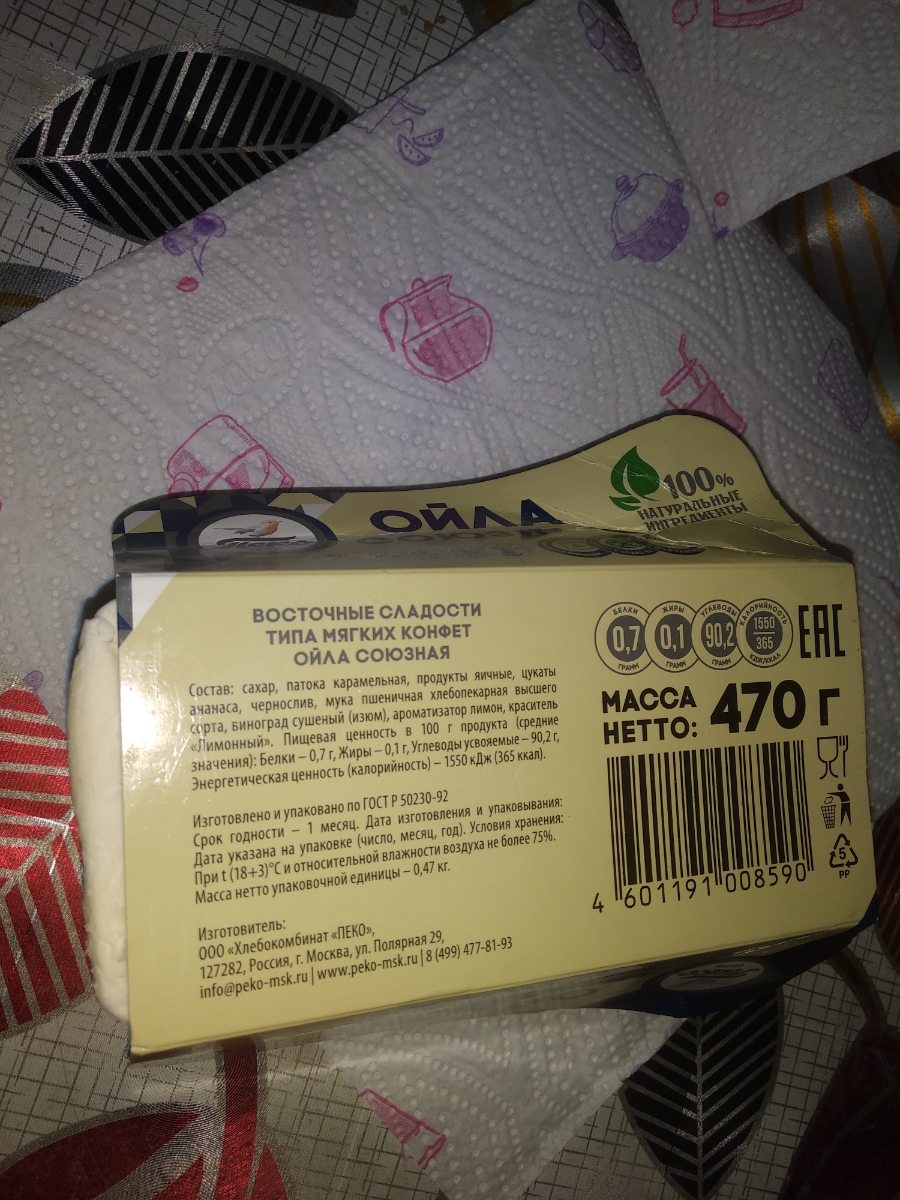 ОЙЛА
100%
НАТУРАЛЬНЫЕ
ИНГРЕДИЕНТЫ
ВОСТОЧНЫЕ СЛАДОСТИ
ТИПА МЯГКИХ КОНФЕТ
ОЙЛА СОЮЗНАЯ
Состав: сахар, патока карамельная, продукты яичные, цукаты
ананаса, чернослив, мука пшеничная хлебопекарная высшего
сорта, виноград сушеный (изюм), ароматизатор лимон, краситель
«Лимонный». Пищевая ценность в 100 г продукта (средние
значения): Белки – 0,7 г, Жиры – 0,1 г, Углеводы усвояемые – 90,2 г,
Энергетическая ценность (калорийность) – 1550 кДж (365 ккал).
Изготовлено и упаковано по ГОСТ Р 50230-92
Срок годности – 1 месяц. Дата изготовления и упаковывания:
Дата указана на упаковке (число, месяц, год). Условия хранения:
При t (18+3)°С и относительной влажности воздуха не более 75%.
Масса нетто упаковочной единицы – 0,47 кг.
Изготовитель:
ООО «Хлебокомбинат «ПЕКО»,
127282, Россия, г. Москва, ул. Полярная 29,
info@peko-msk.ru | www.peko-msk.ru | 8 (499) 477-81-93
БЕЛКИ 0,7 ГРАММ
ЖИРЫ 0,1 ГРАММ
УГЛЕВОДЫ 90,2 ГРАММ
КАЛОРИЙНОСТЬ 1550 365 КДЖ/ККАЛ
EAC
МАССА
НЕТТО: 470 г
4 601191 008590
5
PP